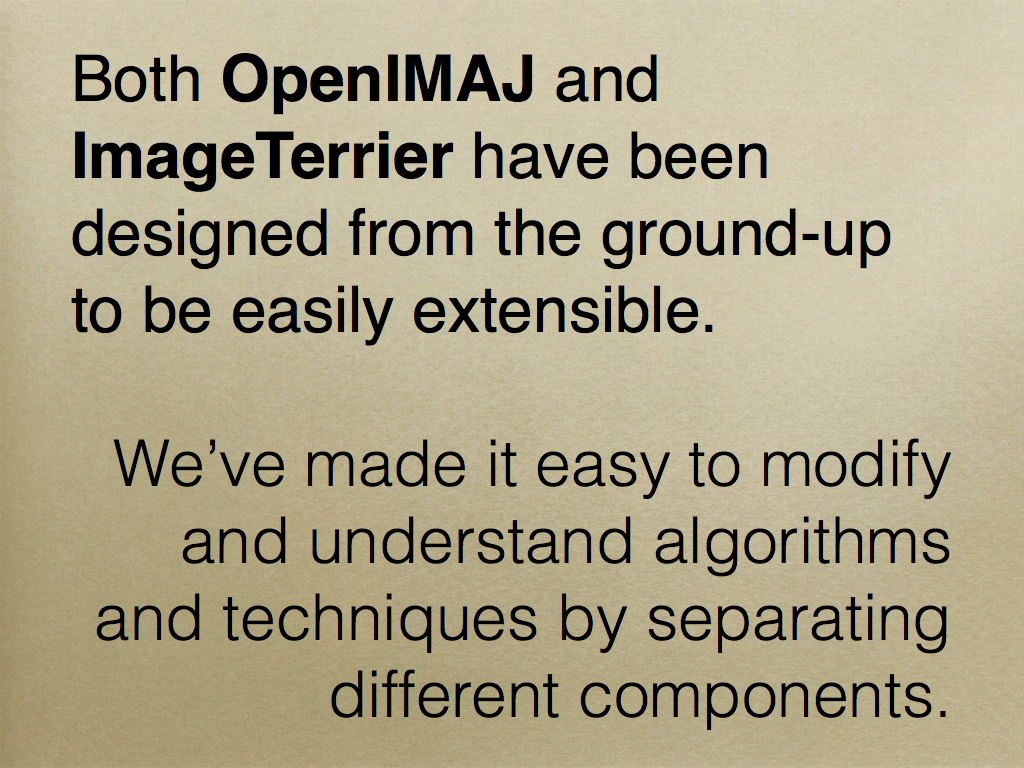 Both OpenIMAJ and
ImageTerrier have been
designed from the ground-up
to be easily extensible.
We’ve made it easy to modify
and understand algorithms
and techniques by separating
different components.